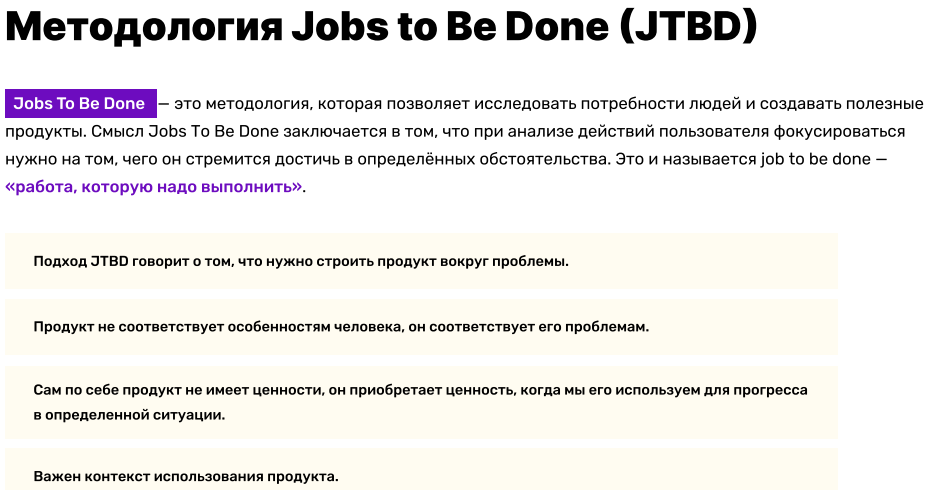 Методология Jobs to Be Done (JTBD)
Jobs To Be Done — это методология, которая позволяет исследовать потребности людей и создавать полезные
продукты. Смысл Jobs To Be Done заключается в том, что при анализе действий пользователя фокусироваться
нужно на том, чего он стремится достичь в определённых обстоятельства. Это и называется job to be done —
«работа, которую надо выполнить».
Подход JTBD говорит о том, что нужно строить продукт вокруг проблемы.
Продукт не соответствует особенностям человека, он соответствует его проблемам.
Сам по себе продукт не имеет ценности, он приобретает ценность, когда мы его используем для прогресса
в определенной ситуации.
Важен контекст использования продукта.